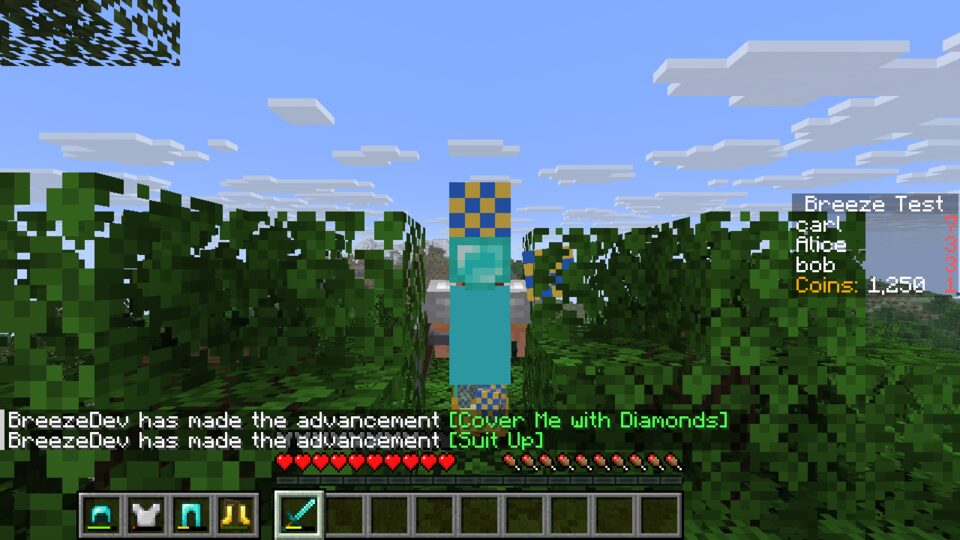 Breeze Test
carl 7
Alice 3
bob 3
Coins: 1,250 1
BreezeDev has made the advancement [Cover Me with Diamonds]
BreezeDev has made the advancement [Suit Up]